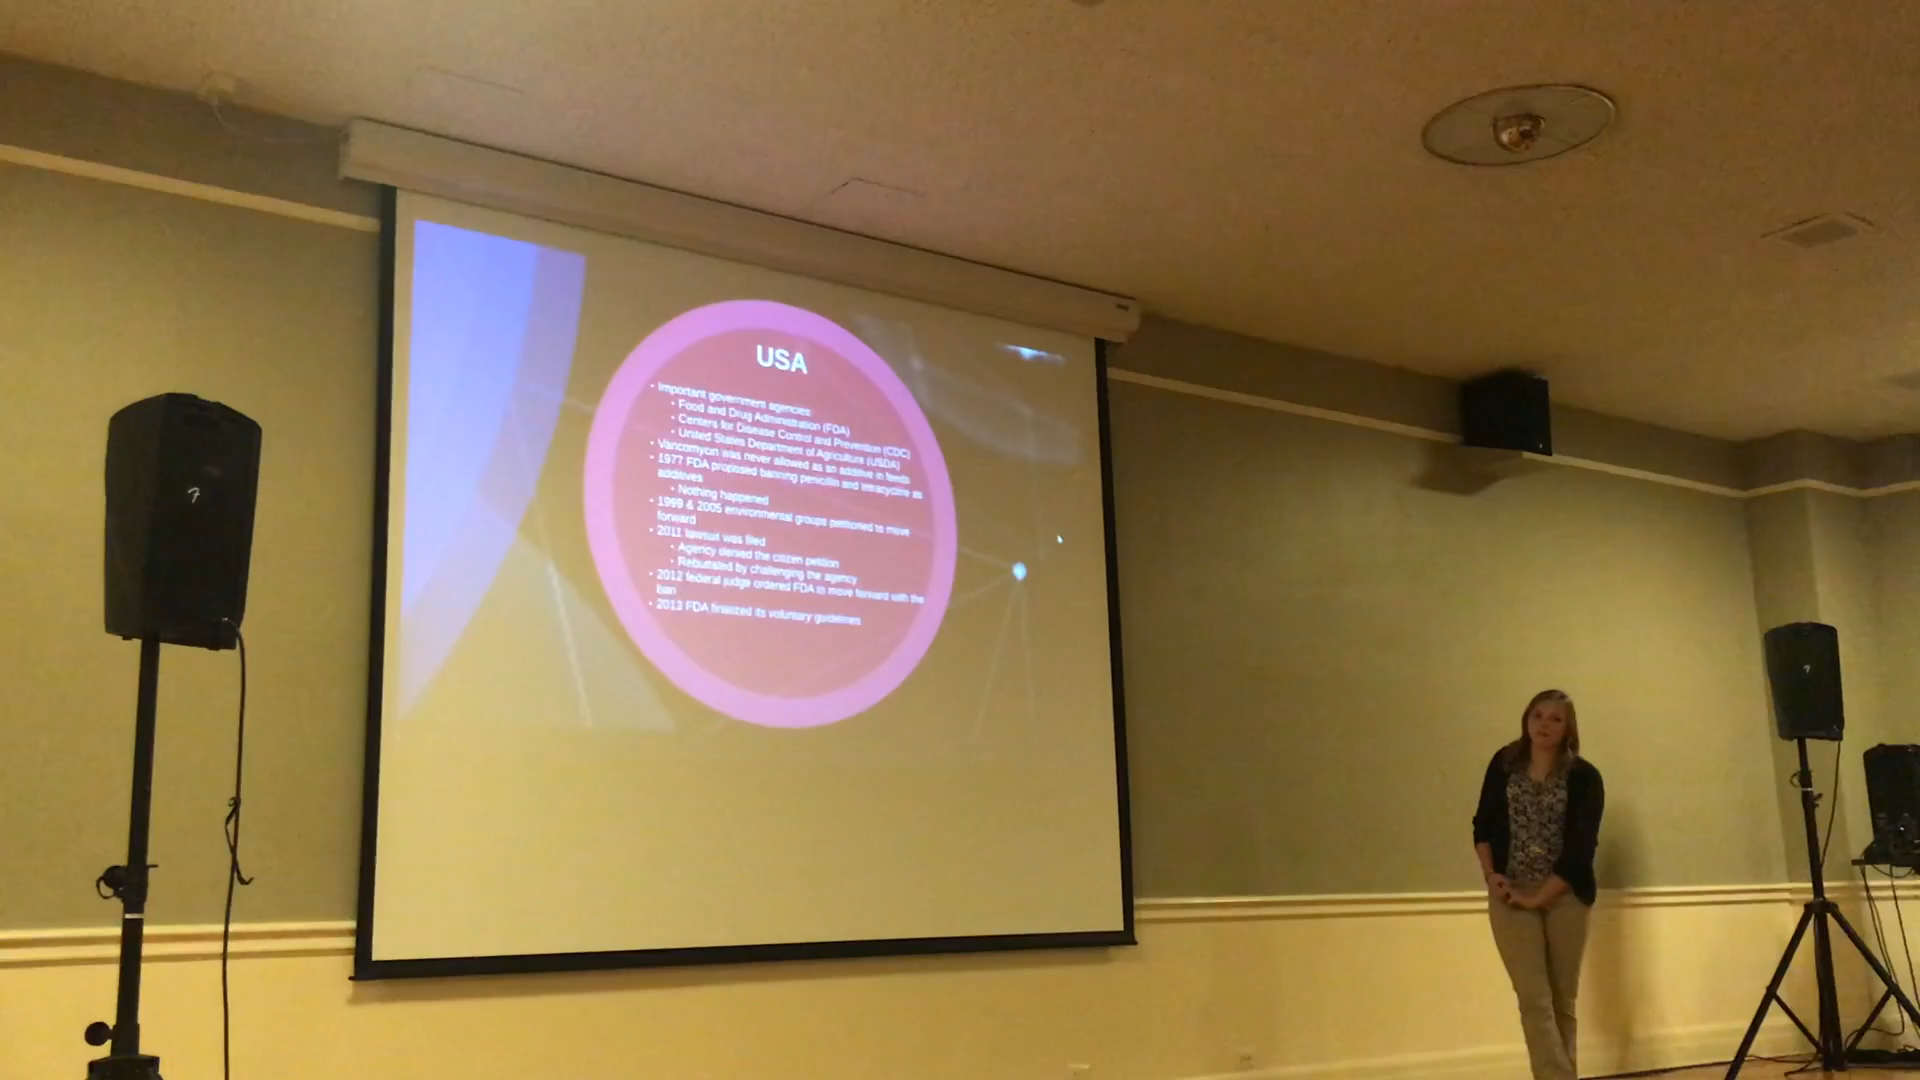 USA
• Important government agencies:
• Food and Drug Administration (FDA)
• Centers for Disease Control and Prevention (CDC)
• United States Department of Agriculture (USDA)
• Vancomycin was never allowed as an additive in feeds
• 1977 FDA proposed banning penicillin and tetracycline as
additives
• Nothing happened
• 1999 & 2005 environmental groups petitioned to move
forward
• 2011 lawsuit was filed
• Agency denied the citizen petition
• Rebuttaled by challenging the agency
• 2012 federal judge ordered FDA to move forward with the
ban
• 2013 FDA finalized its voluntary guidelines